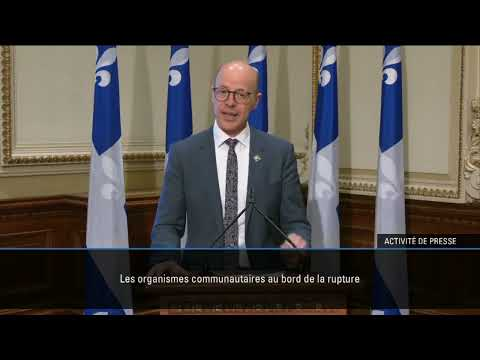 ACTIVITÉ DE PRESSE
Les organismes communautaires au bord de la rupture